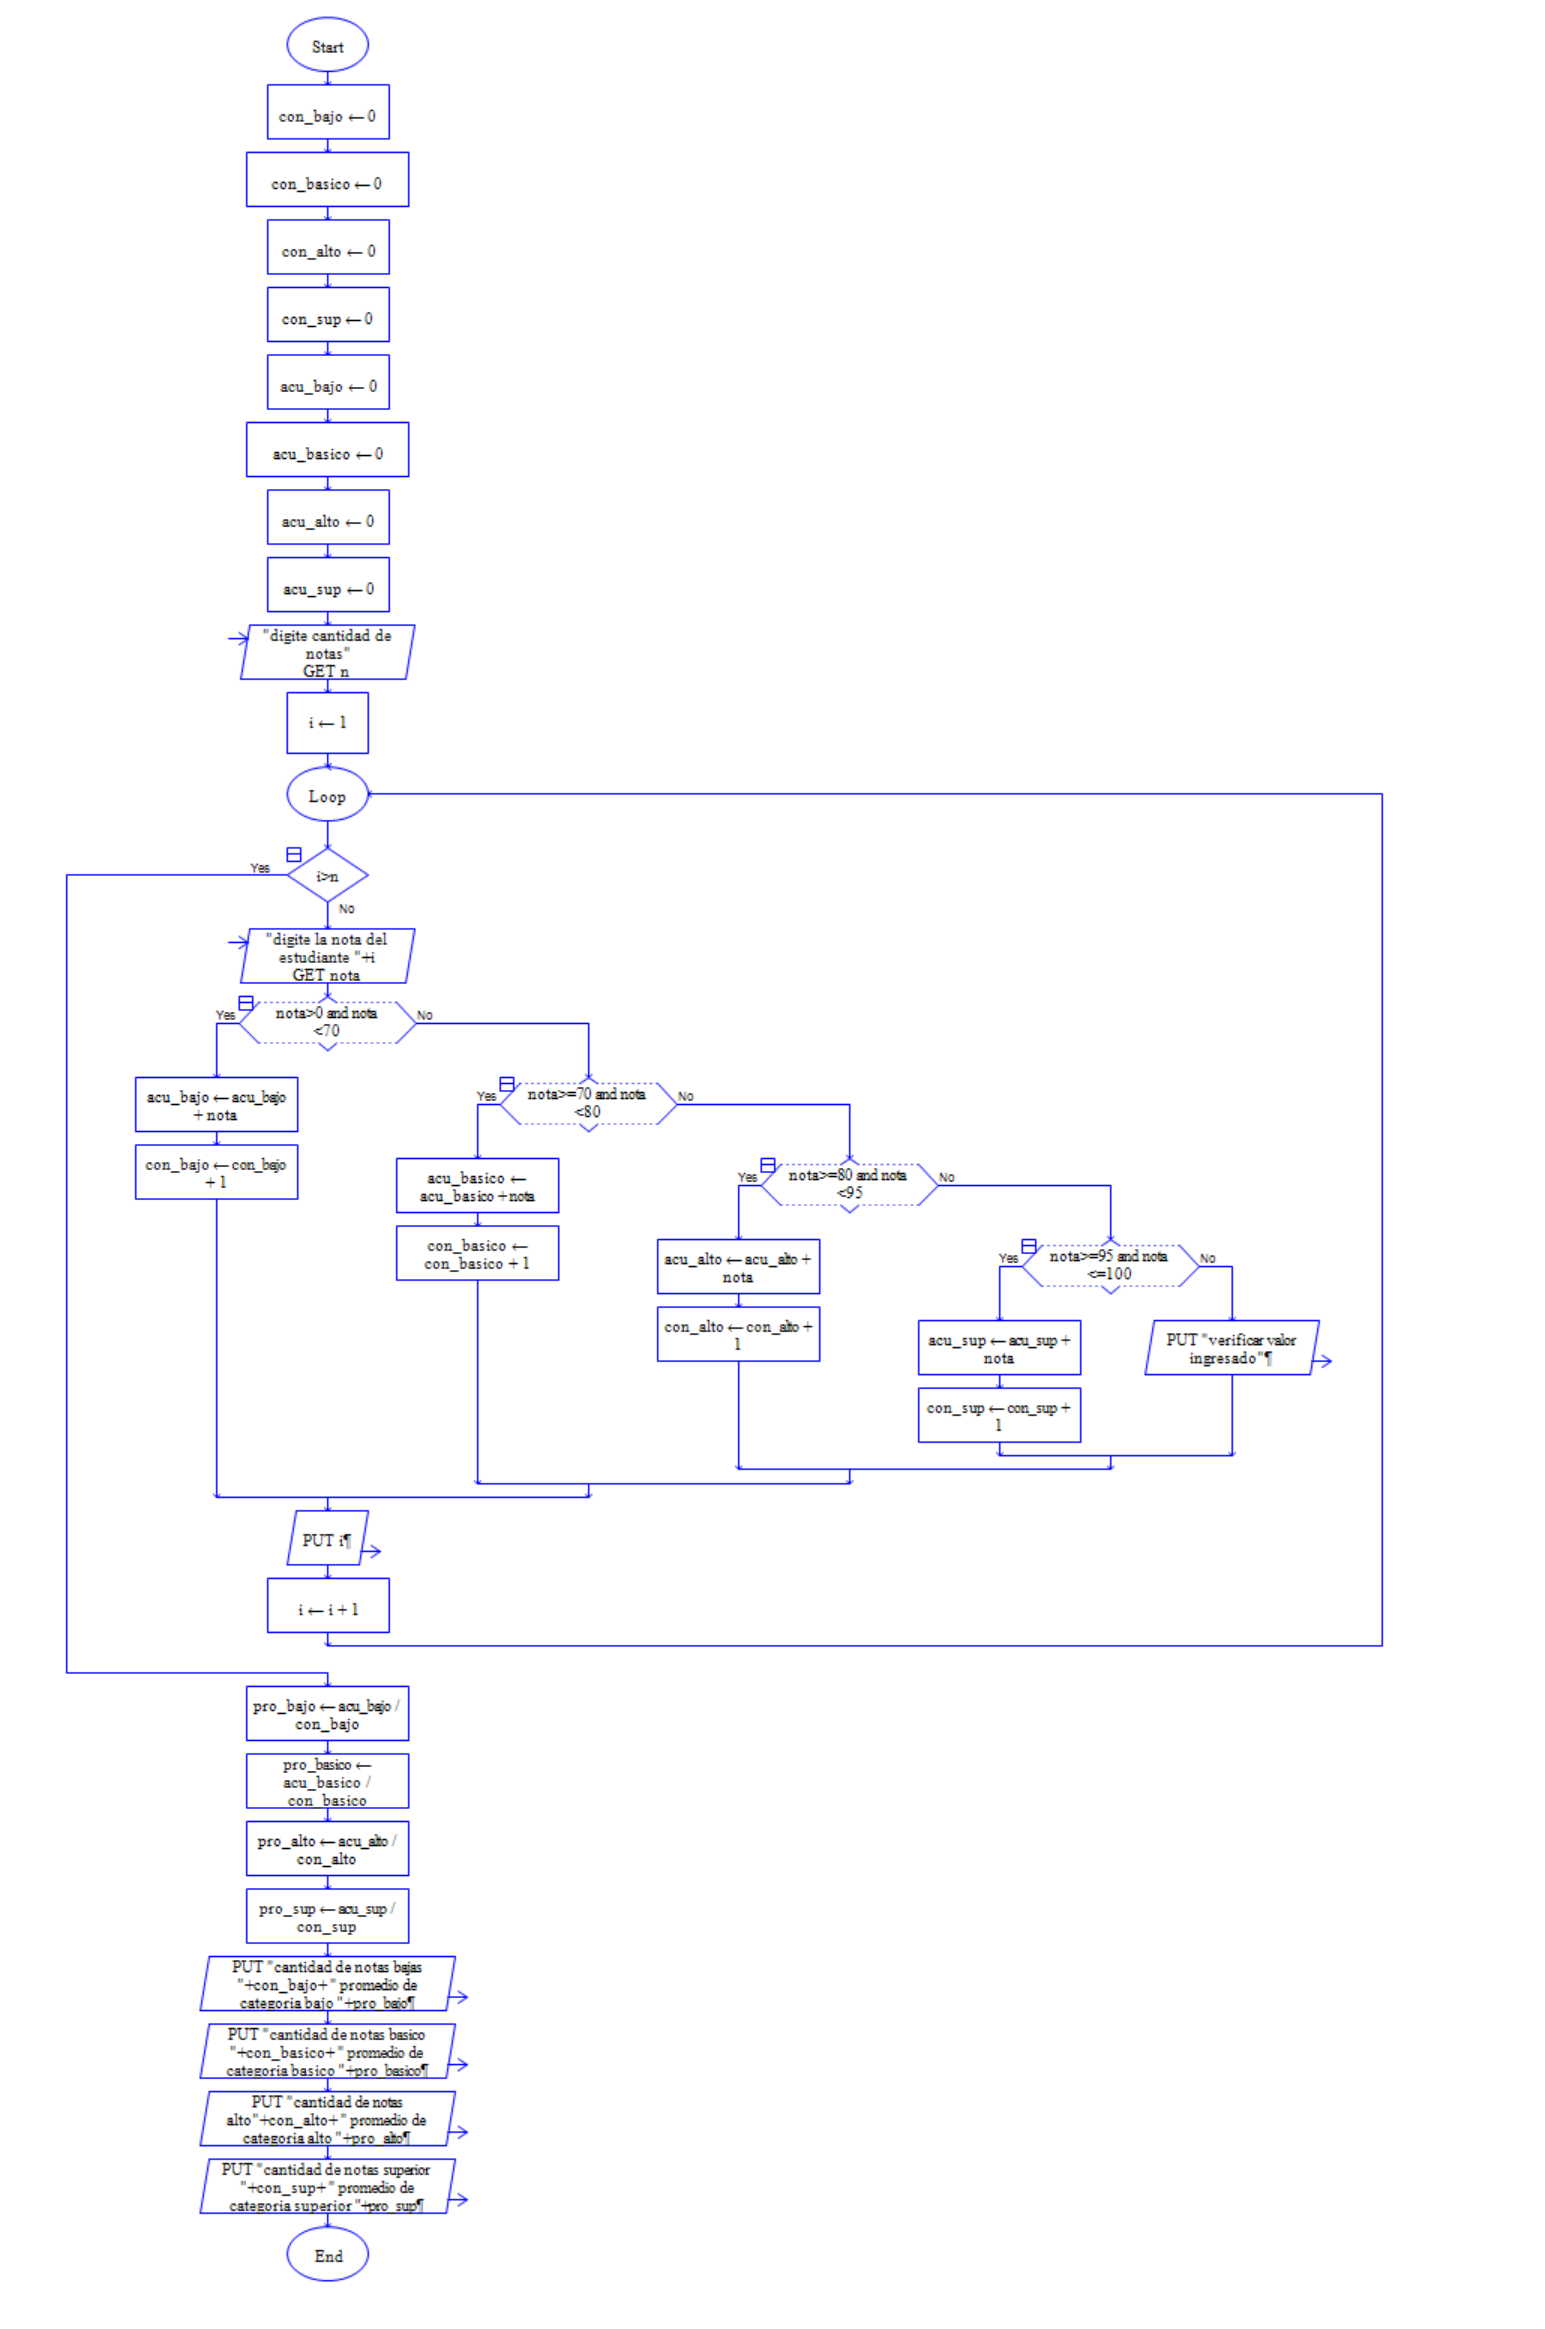 Start
con_bajo ← 0
con_basico ← 0
con_alto ← 0
con_sup ← 0
acu_bajo ← 0
acu_basico ← 0
acu_alto ← 0
acu_sup ← 0
"digite cantidad de
notas"
GET n
i ← 1
Loop
i>n
Yes
No
"digite la nota del
estudiante "+i
GET nota
nota>0 and nota
<70
Yes
No
acu_bajo ← acu_bajo
+ nota
con_bajo ← con_bajo
+ 1
nota>=70 and nota
<80
Yes
No
acu_basico ←
acu_basico + nota
con_basico ←
con_basico + 1
nota>=80 and nota
<95
Yes
No
acu_alto ← acu_alto +
nota
con_alto ← con_alto +
1
nota>=95 and nota
<=100
Yes
No
acu_sup ← acu_sup +
nota
con_sup ← con_sup +
1
PUT "verificar valor
ingresado"¶
PUT i¶
i ← i + 1
pro_bajo ← acu_bajo /
con_bajo
pro_basico ←
acu_basico /
con_basico
pro_alto ← acu_alto /
con_alto
pro_sup ← acu_sup /
con_sup
PUT "cantidad de notas bajas
"+con_bajo+" promedio de
categoria bajo "+pro_bajo¶
PUT "cantidad de notas basico
"+con_basico+" promedio de
categoria basico "+pro_basico¶
PUT "cantidad de notas
alto"+con_alto+" promedio de
categoria alto "+pro_alto¶
PUT "cantidad de notas superior
"+con_sup+" promedio de
categoria superior "+pro_sup¶
End